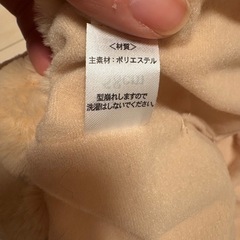 <材質>
主素材：ポリエステル
型崩れしますので
洗濯はしないでください。